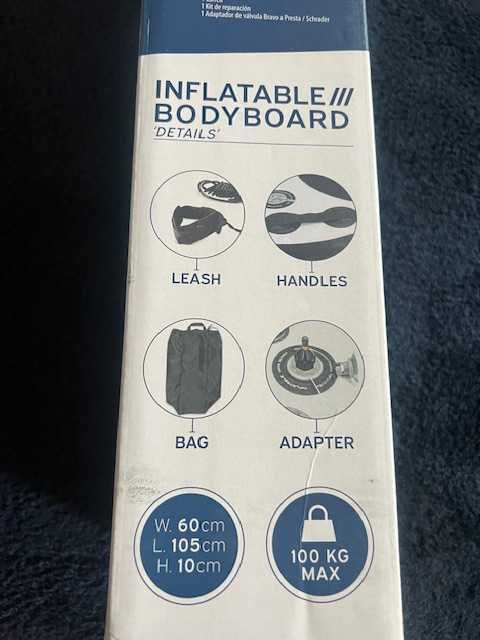 1 Kit de reparación
1 Adaptador de válvula Bravo a Presta / Schrader
INFLATABLE ///
BODYBOARD
'DETAILS'
LEASH
HANDLES
BAG
ADAPTER
W. 60cm
L. 105cm
H. 10cm
100 KG
MAX